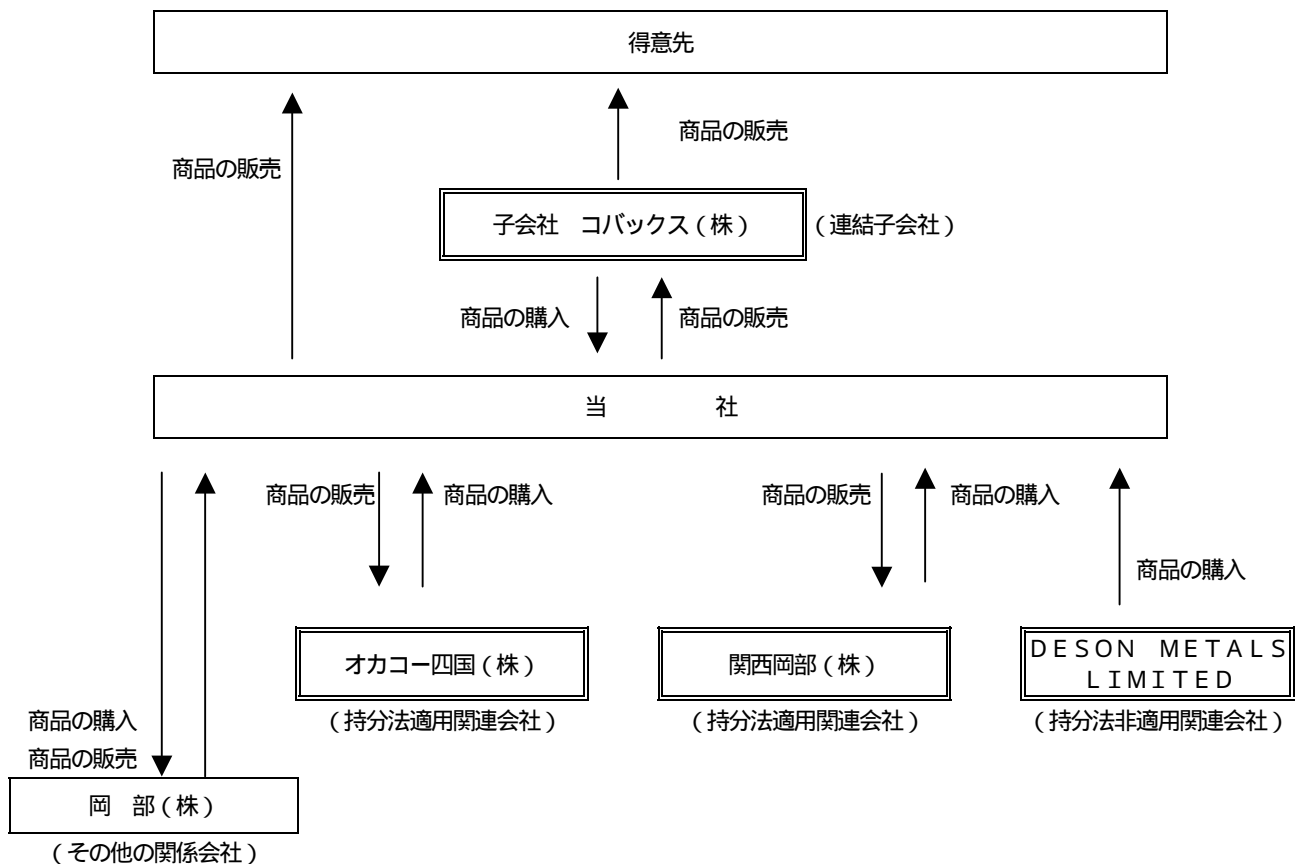 得意先
商品の販売
商品の販売
子会社　コバックス（株）
（連結子会社）
商品の購入
商品の販売
当　　　社
商品の販売
商品の購入
商品の販売
商品の購入
商品の購入
オカコー四国（株）
関西岡部（株）
ＤＥＳＯＮ　ＭＥＴＡＬＳ
ＬＩＭＩＴＥＤ
（持分法適用関連会社）
（持分法適用関連会社）
（持分法非適用関連会社）
商品の購入
商品の販売
岡　部（株）
（その他の関係会社）